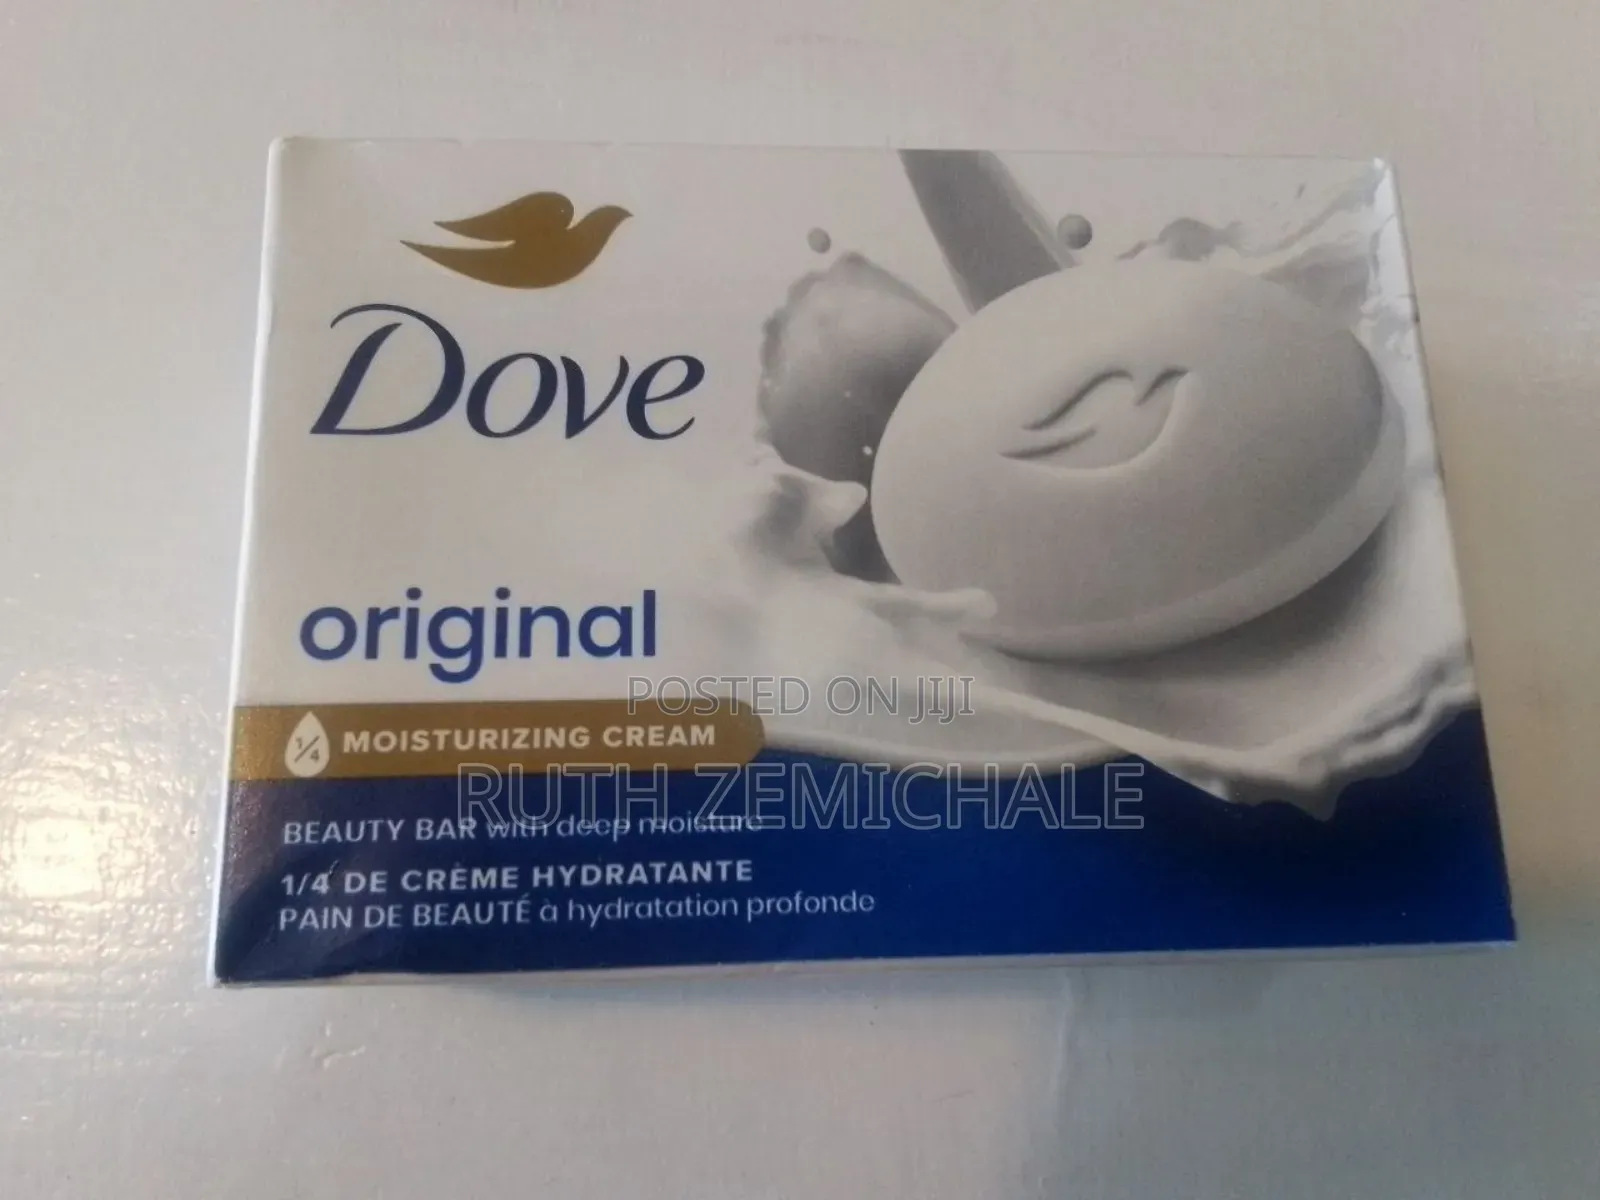 Dove
original
1/4 MOISTURIZING CREAM
POSTED ON JIJI
RUTH ZEMICHALE
BEAUTY BAR with deep moisture
1/4 DE CRÈME HYDRATANTE
PAIN DE BEAUTÉ à hydratation profonde